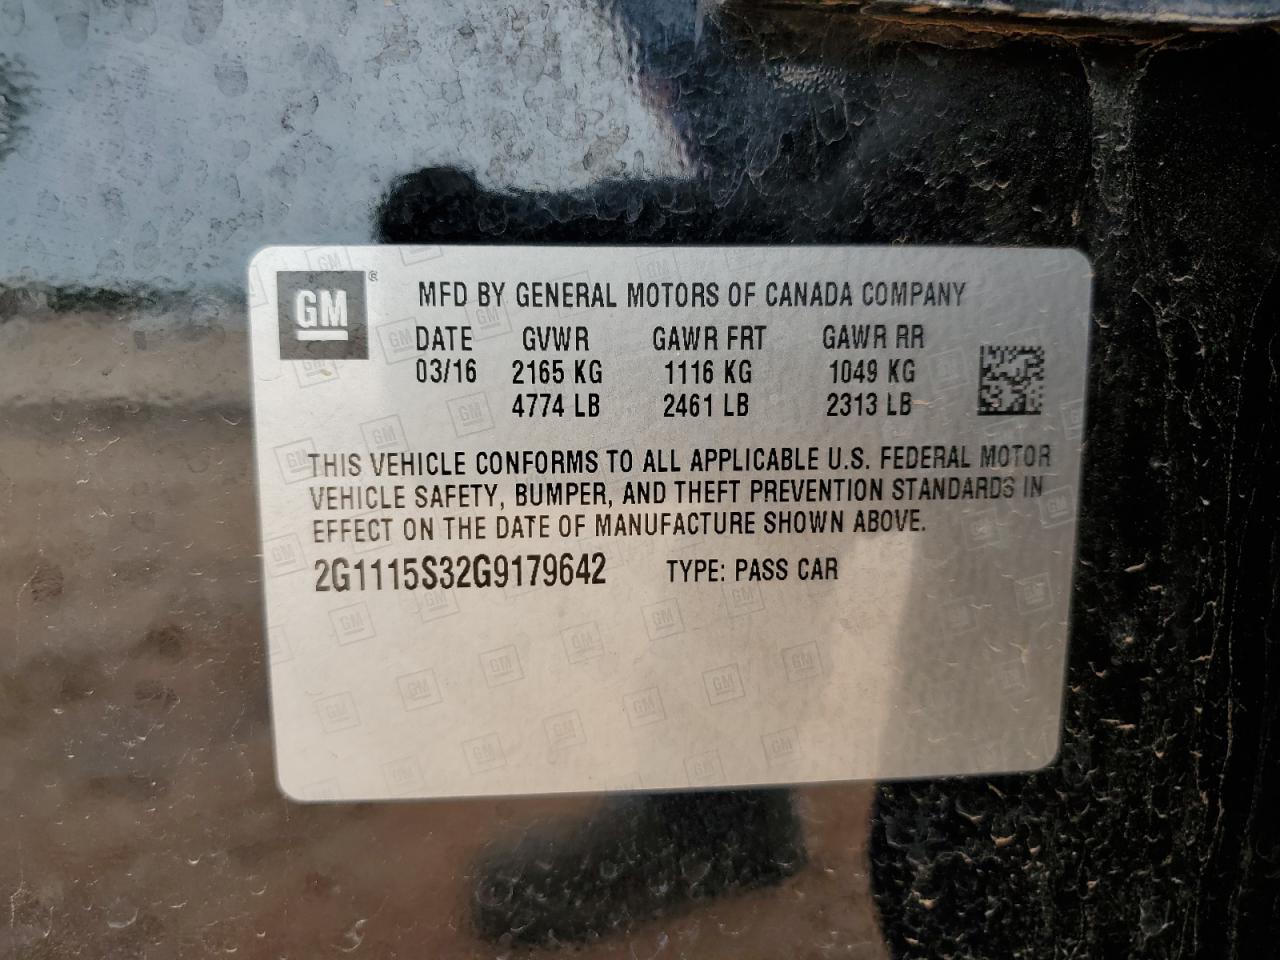 GM ®
MFD BY GENERAL MOTORS OF CANADA COMPANY
DATE GVWR GAWR FRT GAWR RR
03/16 2165 KG 1116 KG 1049 KG
4774 LB 2461 LB 2313 LB
THIS VEHICLE CONFORMS TO ALL APPLICABLE U.S. FEDERAL MOTOR
VEHICLE SAFETY, BUMPER, AND THEFT PREVENTION STANDARDS IN
EFFECT ON THE DATE OF MANUFACTURE SHOWN ABOVE.
2G1115S32G9179642 TYPE: PASS CAR